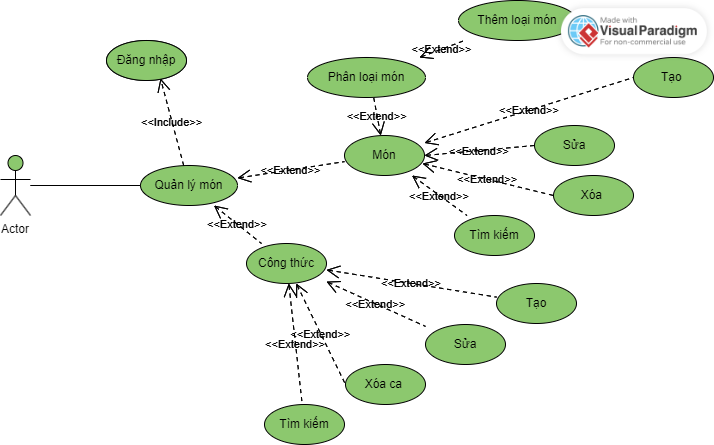 Thêm loại món
Made with
VisualParadigm
For non-commercial use
<<Extend>>
Đăng nhập
Phân loại món
Tạo
<<Extend>>
<<Extend>>
<<Include>>
Sửa
Món
<<Extend>>
<<Extend>>
<<Extend>>
Quản lý món
Xóa
<<Extend>>
Actor
<<Extend>>
Tìm kiếm
Công thức
<<Extend>>
Tạo
<<Extend>>
<<Extend>>
<<Extend>>
Sửa
Xóa ca
Tìm kiếm